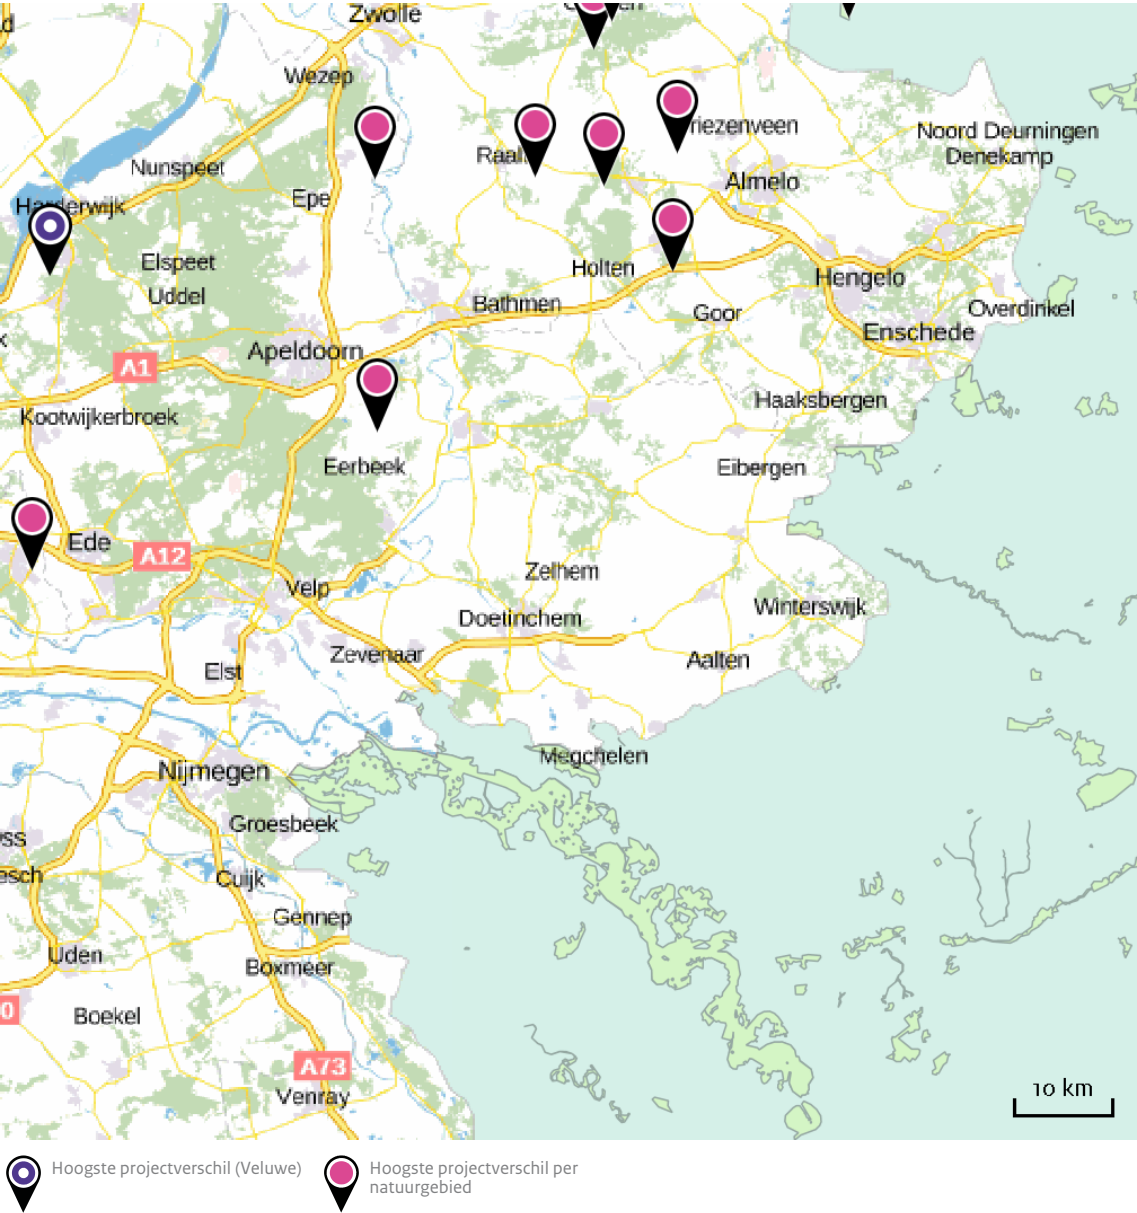 Zwolle
Wezep
Nunspeet
Epe
Harderwijk
Elspeet
Uddel
Noord Deurningen
Denekamp
Almelo
Holten
Hengelo
Bathmen
Goor
Overdinkel
Enschede
Apeldoorn
A1
Kootwijkerbroek
Haaksbergen
Eerbeek
Eibergen
Ede
A12
Velp
Zelhem
Winterswijk
Doetinchem
Zevenaar
Aalten
Elst
Megchelen
Nijmegen
Groesbeek
Cuijk
Gennep
Uden
Boxmeer
Boekel
A73
Venray
10 km
Hoogste projectverschil (Veluwe)
Hoogste projectverschil per
natuurgebied